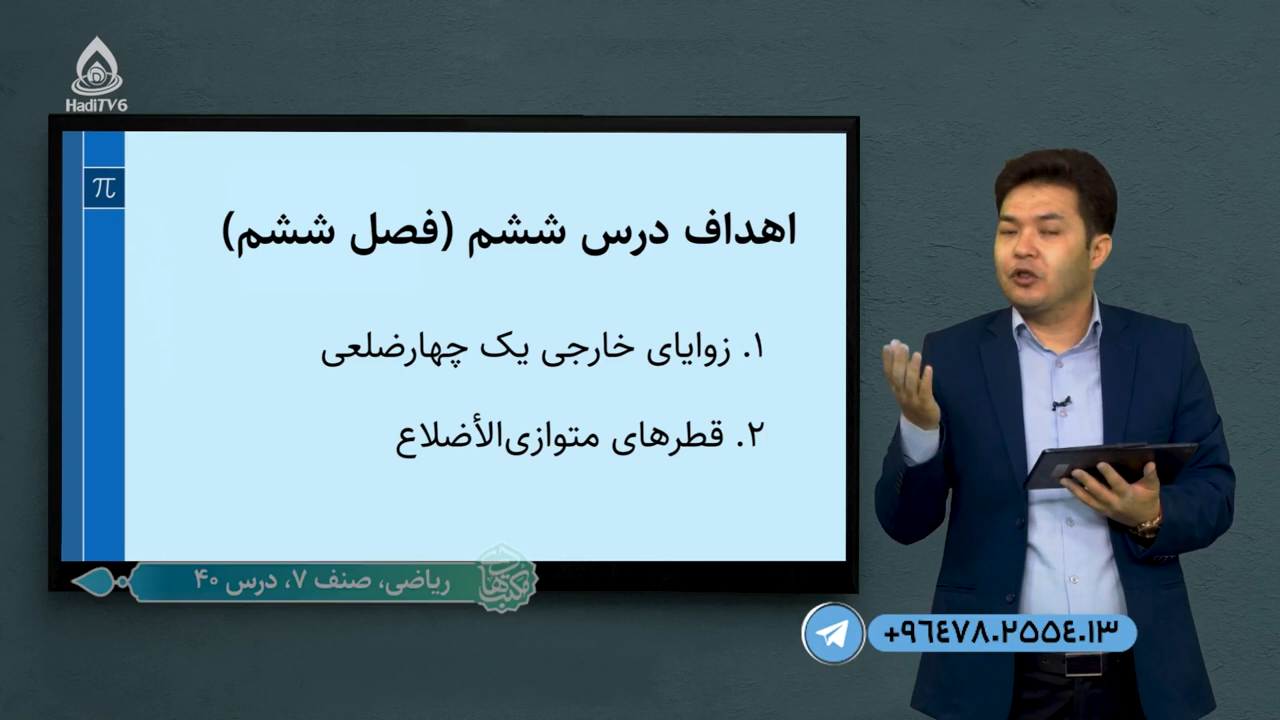 HadiTV6
π
اهداف درس ششم (فصل ششم)
۱. زوایای خارجی یک چهارضلعی
۲. قطرهای متوازی‌الأضلاع
ریاضی، صنف ۷، درس ۴۰
+٩٦٤٧٨٠٢٥٥٤٠١٣